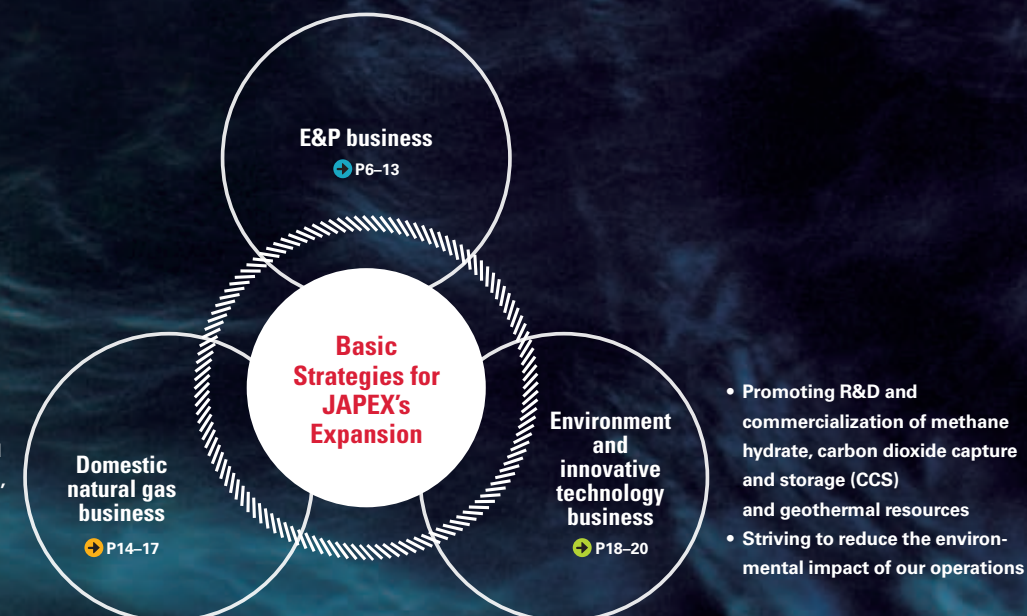 E&P business
P6–13
Basic
Strategies for
JAPEX's
Expansion
Domestic
natural gas
business
P14–17
Environment
and
innovative
technology
business
P18–20
• Promoting R&D and
commercialization of methane
hydrate, carbon dioxide capture
and storage (CCS)
and geothermal resources
• Striving to reduce the environ-
mental impact of our operations